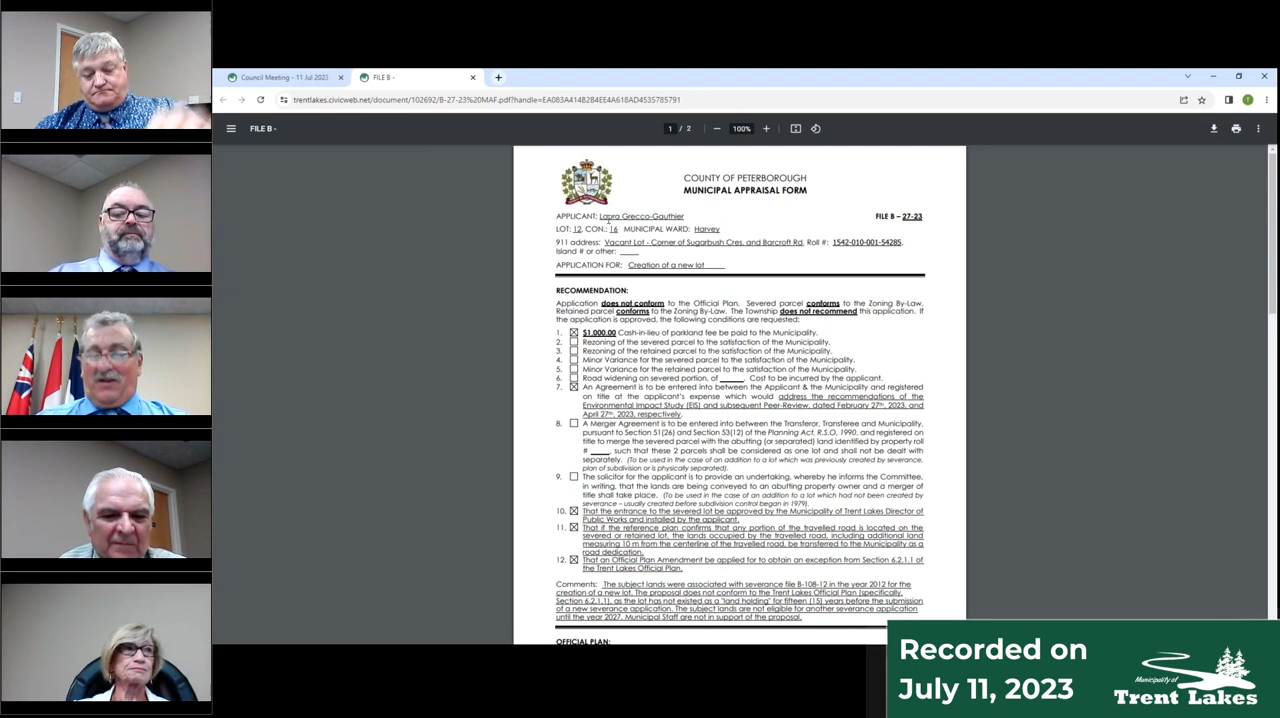 Council Meeting - 11 Jul 2023
FILE B -
trentlakes.civicweb.net/document/102692/B-27-23%20MAF.pdf?handle=EA083A414B2B4EE4A618AD4535785791
T
FILE B -
1 / 2
100%
COUNTY OF PETERBOROUGH
MUNICIPAL APPRAISAL FORM
APPLICANT: Laura Grecco-Gauthier FILE B – 27-23
LOT: 12, CON.: 16 MUNICIPAL WARD: Harvey
911 address: Vacant Lot - Corner of Sugarbush Cres. and Barcroft Rd, Roll #: 1542-010-001-54285,
Island # or other: ____
APPLICATION FOR: Creation of a new lot
RECOMMENDATION:
Application does not conform to the Official Plan. Severed parcel conforms to the Zoning By-Law.
Retained parcel conforms to the Zoning By-Law. The Township does not recommend this application. If
the application is approved, the following conditions are requested:
1. ☒ $1,000.00 Cash-in-lieu of parkland fee be paid to the Municipality.
2. ☐ Rezoning of the severed parcel to the satisfaction of the Municipality.
3. ☐ Rezoning of the retained parcel to the satisfaction of the Municipality.
4. ☐ Minor Variance for the severed parcel to the satisfaction of the Municipality.
5. ☐ Minor Variance for the retained parcel to the satisfaction of the Municipality.
6. ☐ Road widening on severed portion, of _____. Cost to be incurred by the applicant.
7. ☒ An Agreement is to be entered into between the Applicant & the Municipality and registered
on title at the applicant's expense which would address the recommendations of the
Environmental Impact Study (EIS) and subsequent Peer-Review, dated February 27th, 2023, and
April 27th, 2023, respectively.
8. ☐ A Merger Agreement is to be entered into between the Transferor, Transferee and Municipality,
pursuant to Section 51(26) and Section 53(12) of the Planning Act, R.S.O, 1990, and registered on
title to merge the severed parcel with the abutting (or separated) land identified by property roll
# ____, such that these 2 parcels shall be considered as one lot and shall not be dealt with
separately. (To be used in the case of an addition to a lot which was previously created by severance,
plan of subdivision or is physically separated).
9. ☐ The solicitor for the applicant is to provide an undertaking, whereby he informs the Committee,
in writing, that the lands are being conveyed to an abutting property owner and a merger of
title shall take place. (To be used in the case of an addition to a lot which had not been created by
severance – usually created before subdivision control began in 1979).
10. ☒ That the entrance to the severed lot be approved by the Municipality of Trent Lakes Director of
Public Works and installed by the applicant.
11. ☒ That if the reference plan confirms that any portion of the travelled road is located on the
severed or retained lot, the lands occupied by the travelled road, including additional land
measuring 10 m from the centerline of the travelled road, be transferred to the Municipality as a
road dedication.
12. ☒ That an Official Plan Amendment be applied for to obtain an exception from Section 6.2.1.1 of
the Trent Lakes Official Plan.
Comments: The subject lands were associated with severance file B-108-12 in the year 2012 for the
creation of a new lot. The proposal does not conform to the Trent Lakes Official Plan (specifically,
Section 6.2.1.1), as the lot has not existed as a "land holding" for fifteen (15) years before the submission
of a new severance application. The subject lands are not eligible for another severance application
until the year 2027. Municipal Staff are not in support of the proposal.
OFFICIAL PLAN:
Recorded on
July 11, 2023
Municipality of
Trent Lakes